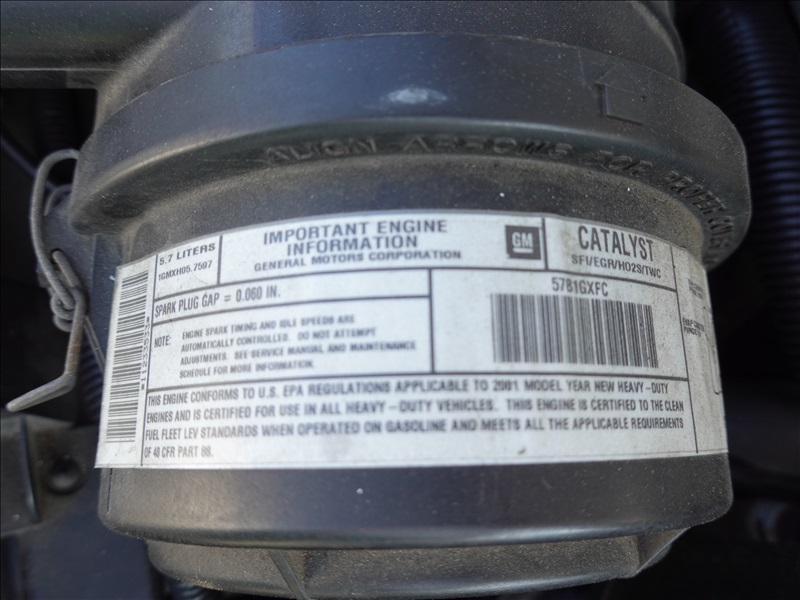 ALIGN ARROWS FOR PROPER
5.7 LITERS
1GMXH05.7597
IMPORTANT ENGINE
INFORMATION
GENERAL MOTORS CORPORATION
GM
CATALYST
SFI/EGR/HO2S/TWC
SPARK PLUG GAP = 0.060 IN.
5781GXFC
NOTE: ENGINE SPARK TIMING AND IDLE SPEEDS ARE
AUTOMATICALLY CONTROLLED. DO NOT ATTEMPT
ADJUSTMENTS. SEE SERVICE MANUAL AND MAINTENANCE
SCHEDULE FOR MORE INFORMATION.
THIS ENGINE CONFORMS TO U.S. EPA REGULATIONS APPLICABLE TO 2001 MODEL YEAR NEW HEAVY-DUTY
ENGINES AND IS CERTIFIED FOR USE IN ALL HEAVY-DUTY VEHICLES. THIS ENGINE IS CERTIFIED TO THE CLEAN
FUEL FLEET LEV STANDARDS WHEN OPERATED ON GASOLINE AND MEETS ALL THE APPLICABLE REQUIREMENTS
OF 40 CFR PART 88.